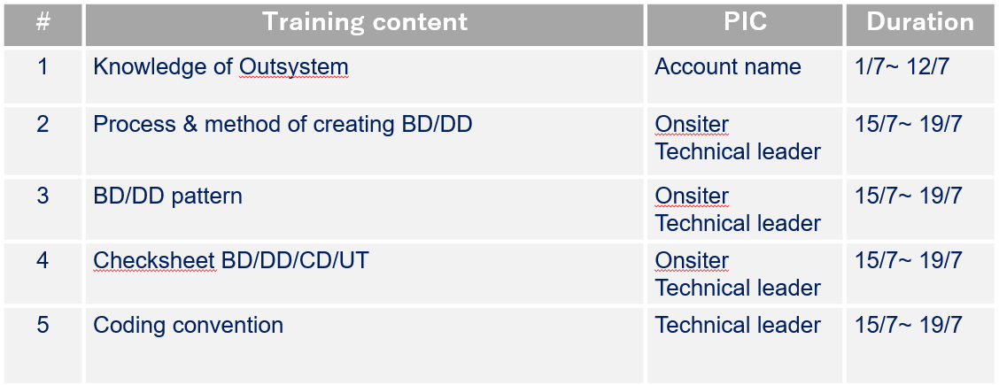 # Training content PIC Duration
1 Knowledge of Outsystem Account name 1/7~ 12/7
2 Process & method of creating BD/DD Onsiter 15/7~ 19/7
Technical leader
3 BD/DD pattern Onsiter 15/7~ 19/7
Technical leader
4 Checksheet BD/DD/CD/UT Onsiter 15/7~ 19/7
Technical leader
5 Coding convention Technical leader 15/7~ 19/7